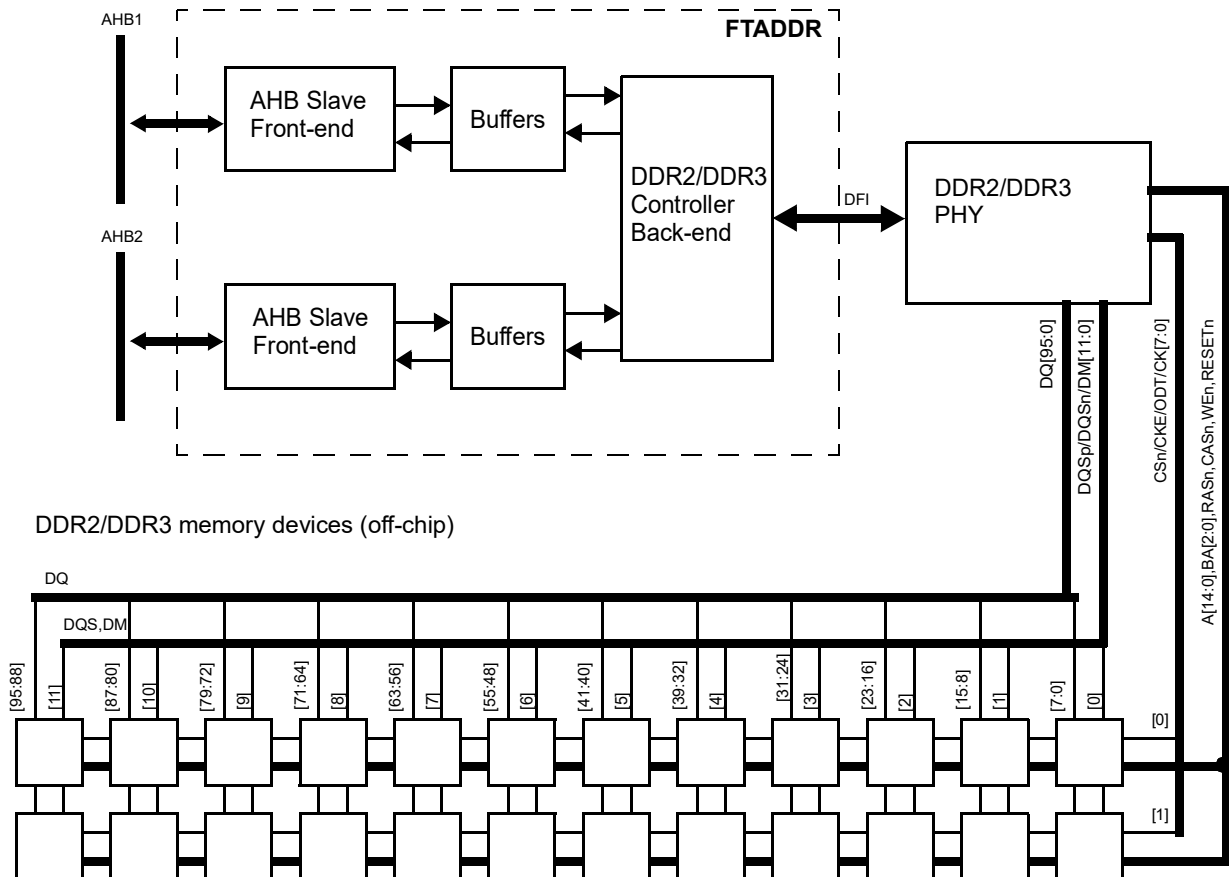 AHB1
FTADDR
AHB Slave
Front-end
Buffers
DDR2/DDR3
Controller
Back-end
DFI
DDR2/DDR3
PHY
AHB2
AHB Slave
Front-end
Buffers
DQ[95:0]
DQSp/DQSn/DM[11:0]
CSn/CKE/ODT/CK[7:0]
A[14:0],BA[2:0],RASn,CASn,WEn,RESETn
DDR2/DDR3 memory devices (off-chip)
DQ
DQS,DM
[95:88]
[11]
[87:80]
[10]
[79:72]
[9]
[71:64]
[8]
[63:56]
[7]
[55:48]
[6]
[41:40]
[5]
[39:32]
[4]
[31:24]
[3]
[23:16]
[2]
[15:8]
[1]
[7:0]
[0]
[0]
[1]